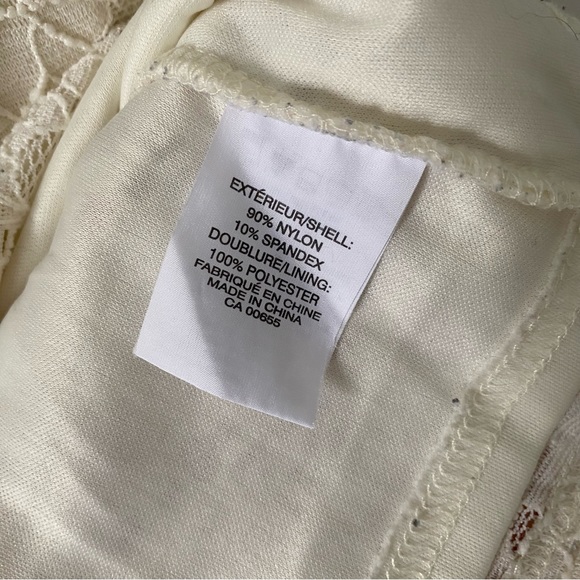 EXTÉRIEUR/SHELL:
90% NYLON
10% SPANDEX
DOUBLURE/LINING:
100% POLYESTER
FABRIQUÉ EN CHINE
MADE IN CHINA
CA 00655